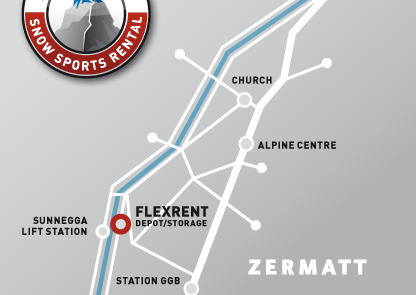 SNOW SPORTS RENTAL
CHURCH
ALPINE CENTRE
FLEXRENT
DEPOT/STORAGE
SUNNEGGA
LIFT STATION
ZERMATT
STATION GGB